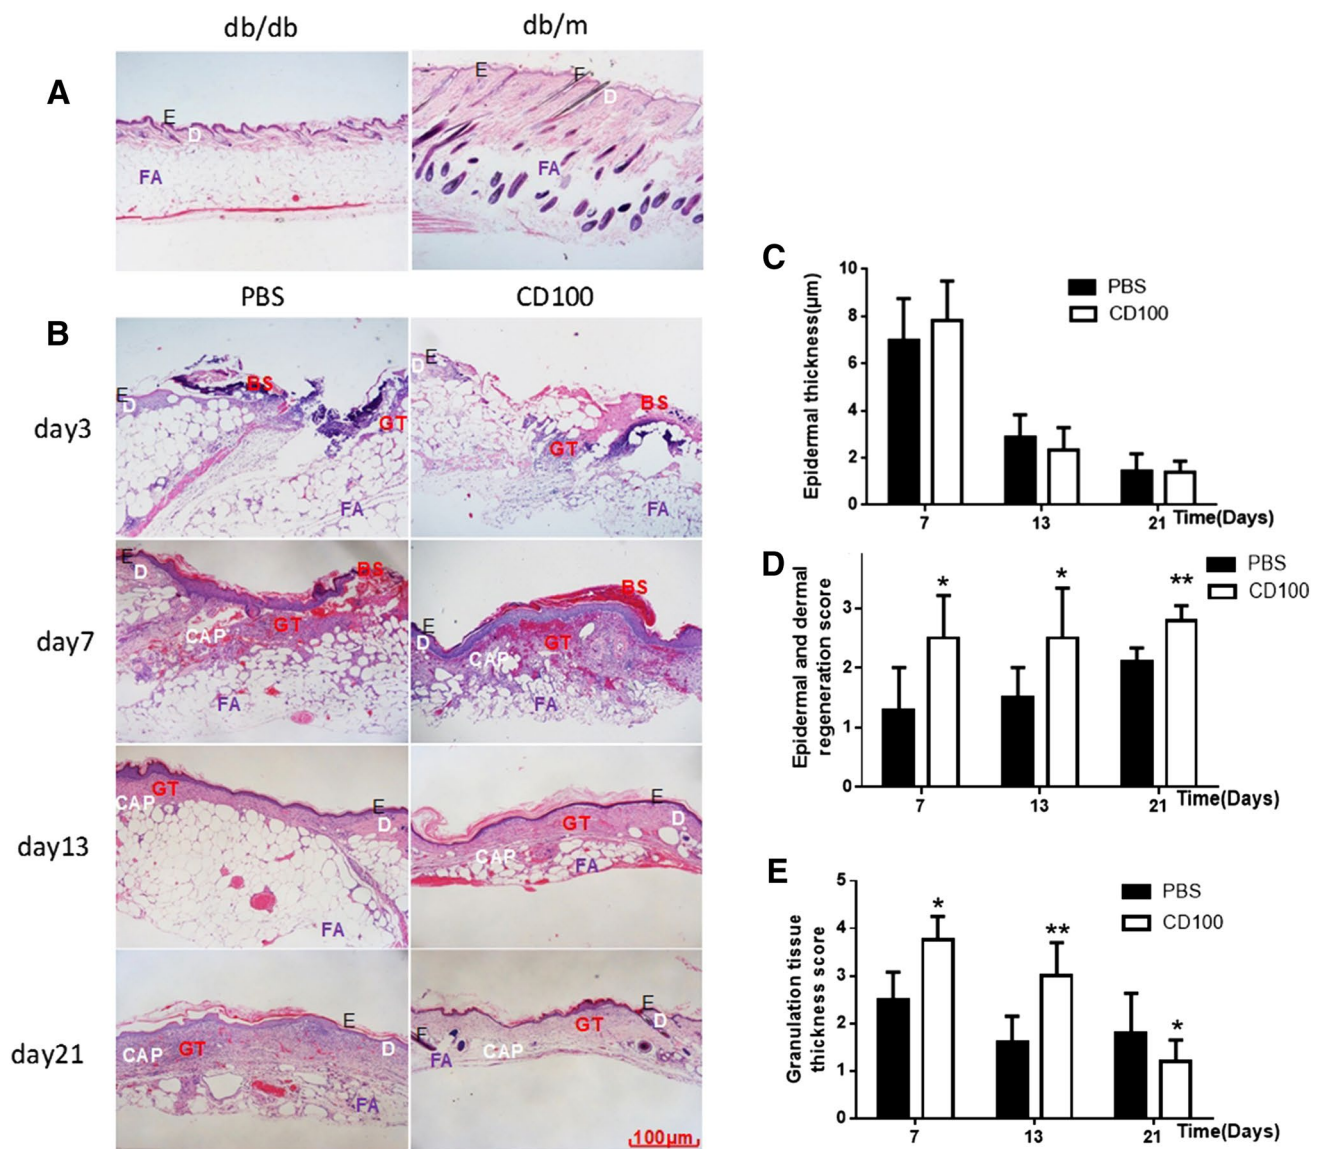 db/db
db/m
A
E
D
FA
E
F
D
FA
PBS
CD100
B
day3
E
D
BS
GT
FA
D
E
BS
GT
FA
day7
E
D
BS
CAP
GT
FA
E
D
BS
GT
CAP
FA
day13
GT
CAP
E
D
FA
E
D
GT
CAP
FA
day21
E
D
CAP
GT
FA
E
D
GT
F
FA
CAP
100μm
C
Epidermal thickness(μm)
10
8
6
4
2
0
PBS
CD100
7
13
21
Time(Days)
D
Epidermal and dermal
regeneration score
3
2
1
0
*
*
**
PBS
CD100
7
13
21
Time(Days)
E
Granulation tissue
thickness score
5
4
3
2
1
0
*
**
*
PBS
CD100
7
13
21
Time(Days)